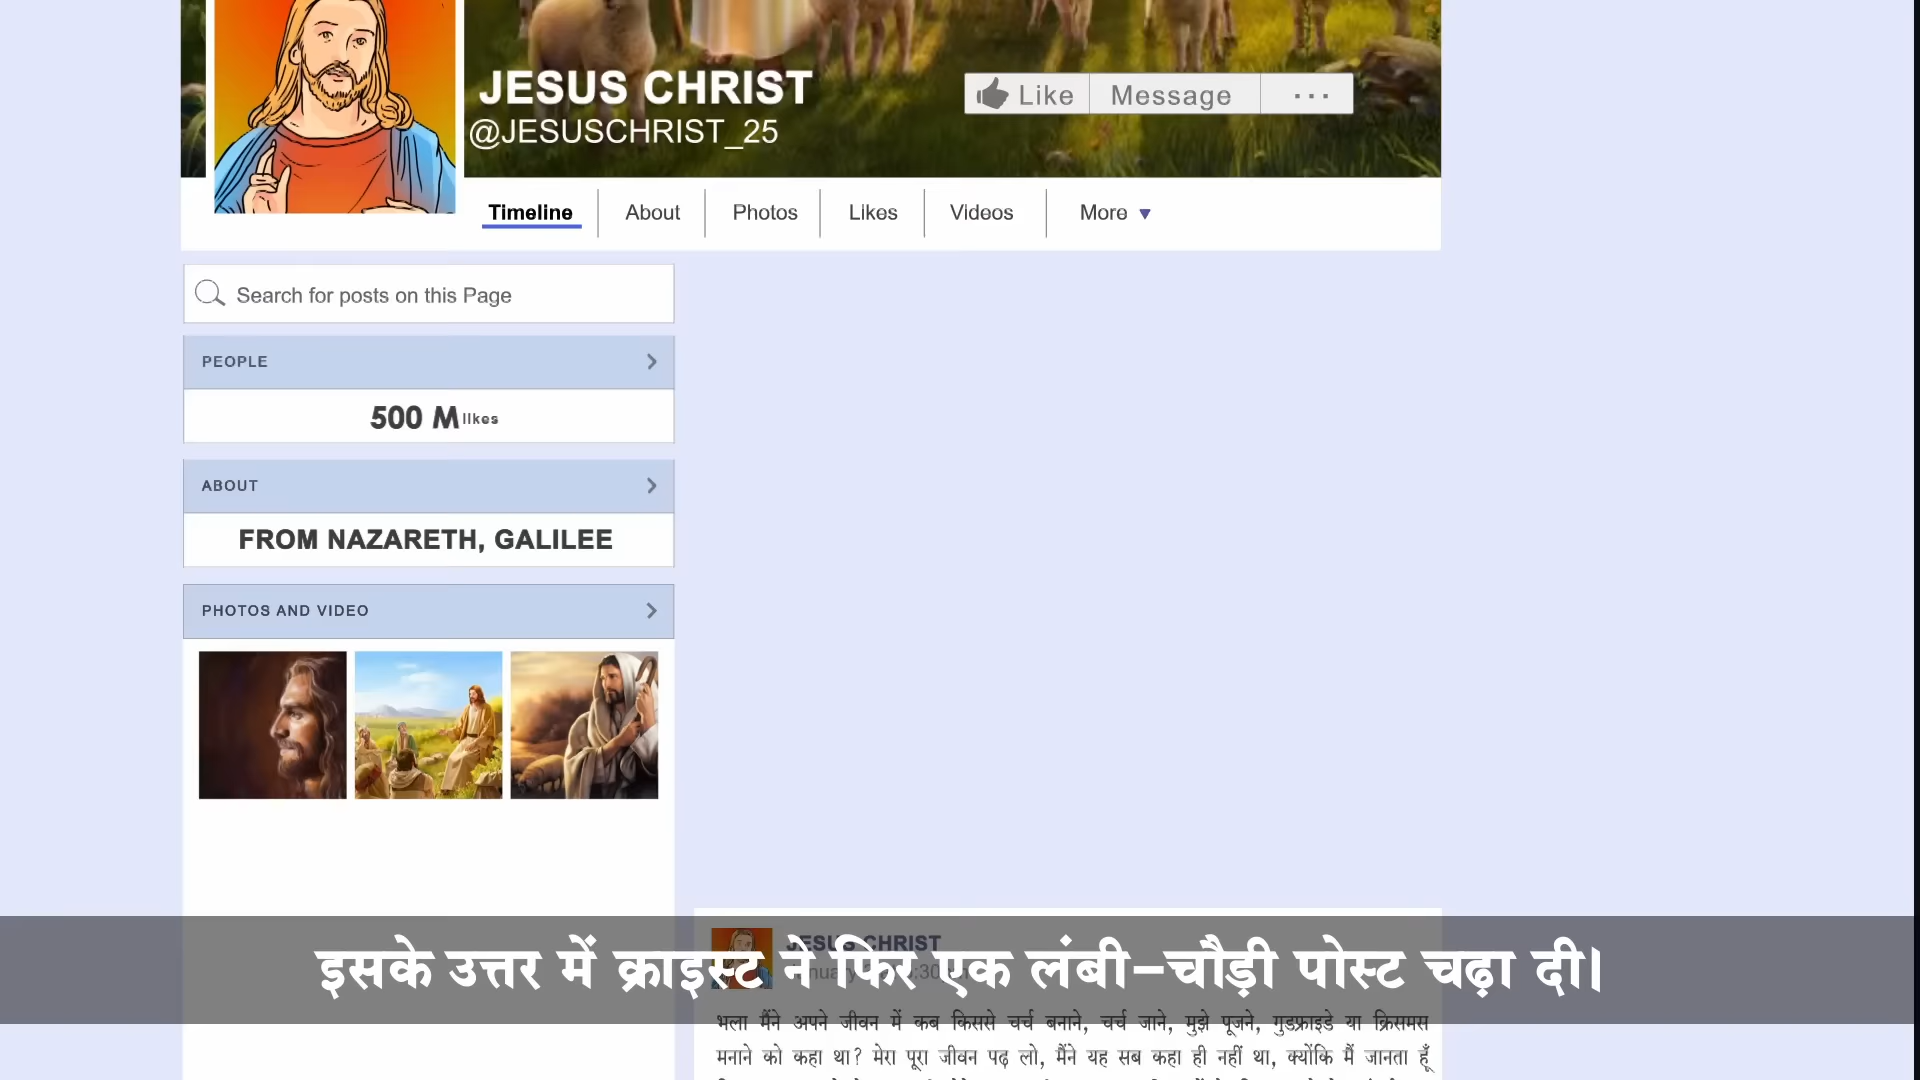 JESUS CHRIST
@JESUSCHRIST_25
Like
Message
...
Timeline
About
Photos
Likes
Videos
More
Search for posts on this Page
PEOPLE
500 M likes
ABOUT
FROM NAZARETH, GALILEE
PHOTOS AND VIDEO
JESUS CHRIST
इसके उत्तर में क्राइस्ट ने फिर एक लंबी-चौड़ी पोस्ट चढ़ा दी।
भला मैंने अपने जीवन में कब किससे चर्च बनाने, चर्च जाने, मुझे पूजने, गुडफ्राइडे या क्रिसमस
मनाने को कहा था? मेरा पूरा जीवन पढ़ लो, मैंने यह सब कहा ही नहीं था, क्योंकि मैं जानता हूँ